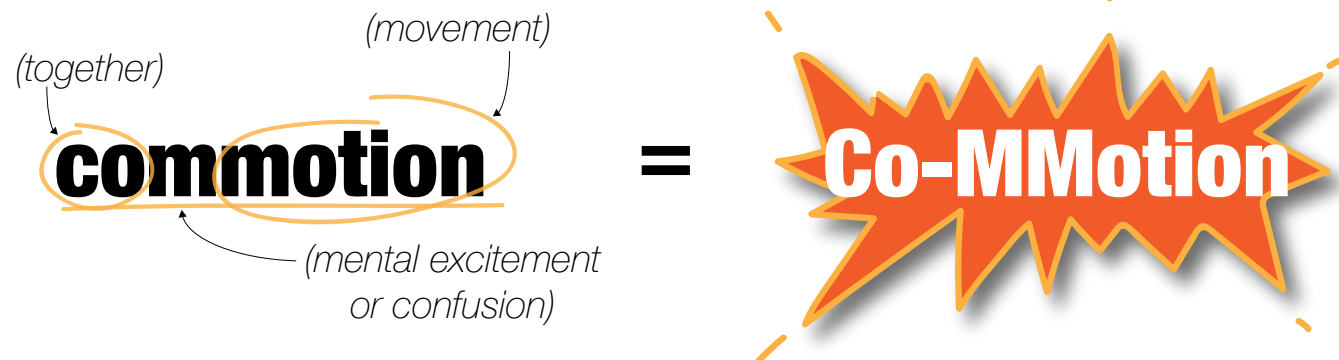 (movement)
(together)
commotion
=
Co-MMotion
(mental excitement
or confusion)